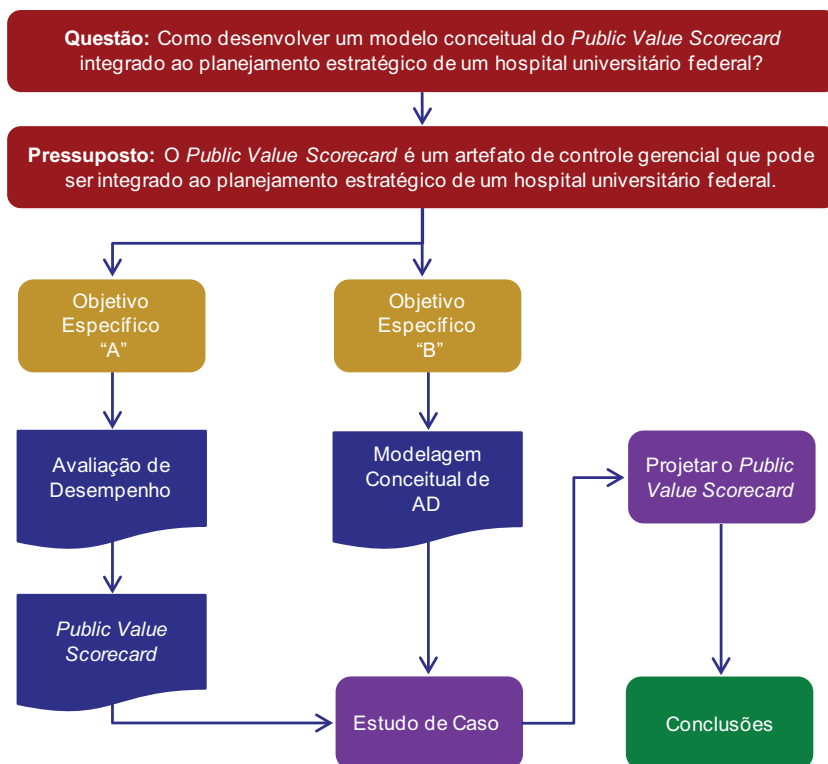 Questão: Como desenvolver um modelo conceitual do Public Value Scorecard
integrado ao planejamento estratégico de um hospital universitário federal?
Pressuposto: O Public Value Scorecard é um artefato de controle gerencial que pode
ser integrado ao planejamento estratégico de um hospital universitário federal.
Objetivo
Específico
“A”
Objetivo
Específico
“B”
Avaliação de
Desempenho
Modelagem
Conceitual de
AD
Projetar o Public
Value Scorecard
Public Value
Scorecard
Estudo de Caso
Conclusões